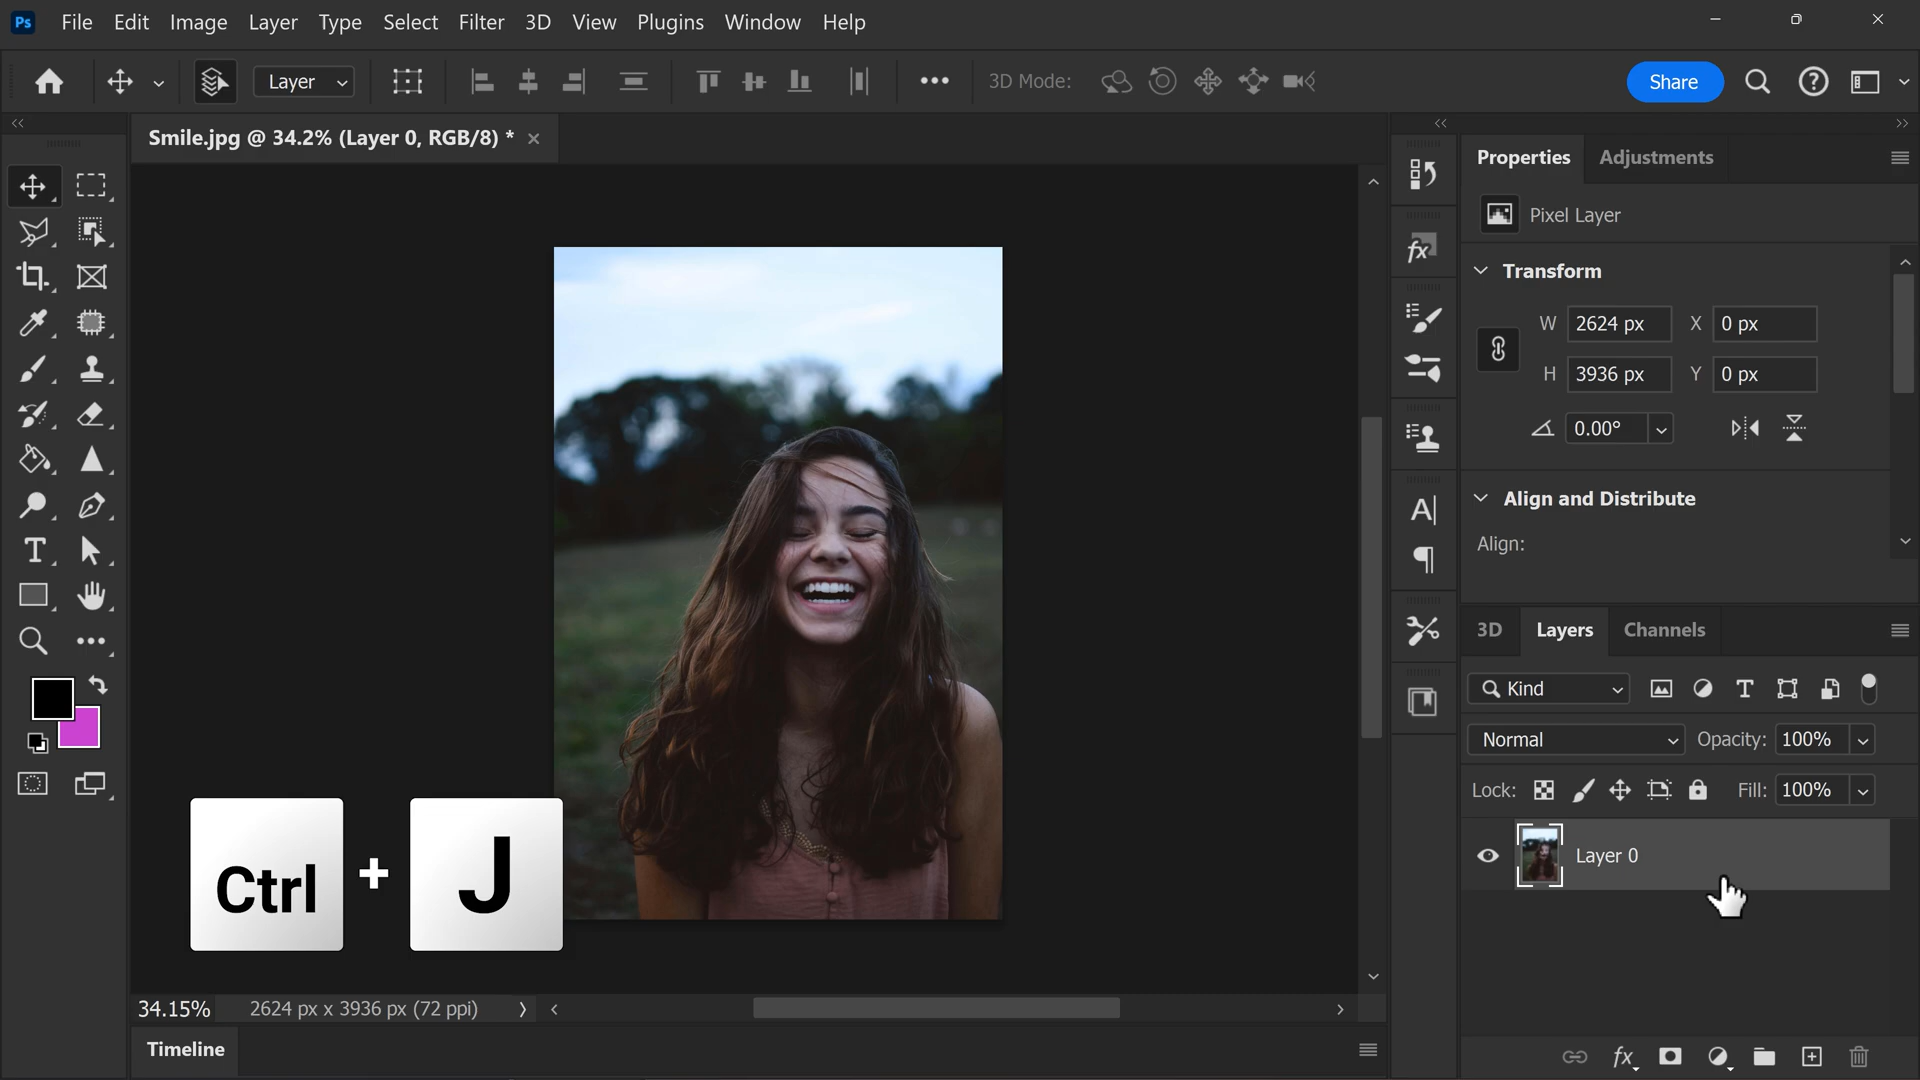 Ps File Edit Image Layer Type Select Filter 3D View Plugins Window Help
Layer 3D Mode: Share
Smile.jpg @ 34.2% (Layer 0, RGB/8) *
Properties Adjustments
Pixel Layer
Transform
W 2624 px X 0 px
H 3936 px Y 0 px
0.00°
Align and Distribute
Align:
3D Layers Channels
Kind
Normal Opacity: 100%
Lock: Fill: 100%
Layer 0
Ctrl + J
34.15% 2624 px x 3936 px (72 ppi)
Timeline
fx